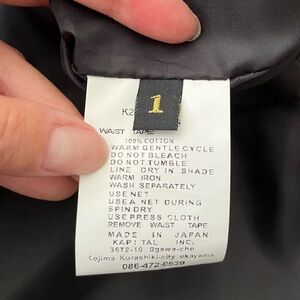 1
K2
WAIST TAPE
100% COTTON
WARM GENTLE CYCLE
DO NOT BLEACH
DO NOT TUMBLE
LINE DRY IN SHADE
WARM IRON
WASH SEPARATELY
USE NET
USE A NET DURING
SPIN DRY
USE PRESS CLOTH
REMOVE WAIST TAPE
MADE IN JAPAN
KAPITAL INC.
3572-10 Ogawa-che
Kojima Kurashiki-city okayama
086-472-0539